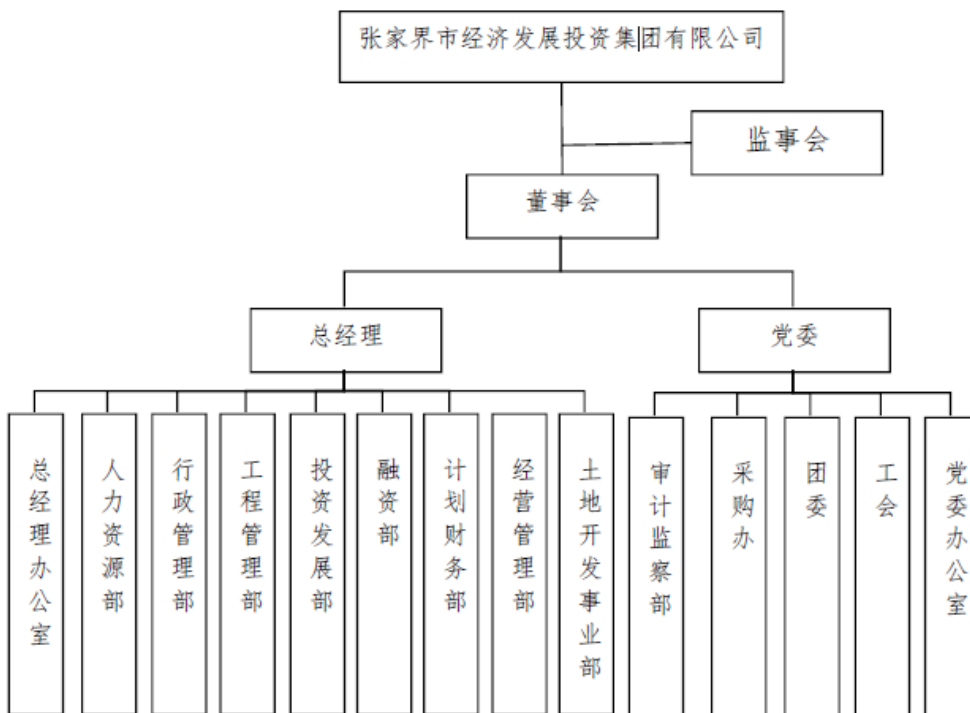 张家界市经济发展投资集团有限公司
监事会
董事会
总经理
党委
总经理办公室
人力资源部
行政管理部
工程管理部
投资发展部
融资部
计划财务部
经营管理部
土地开发事业部
审计监察部
采购办
团委
工会
党委办公室